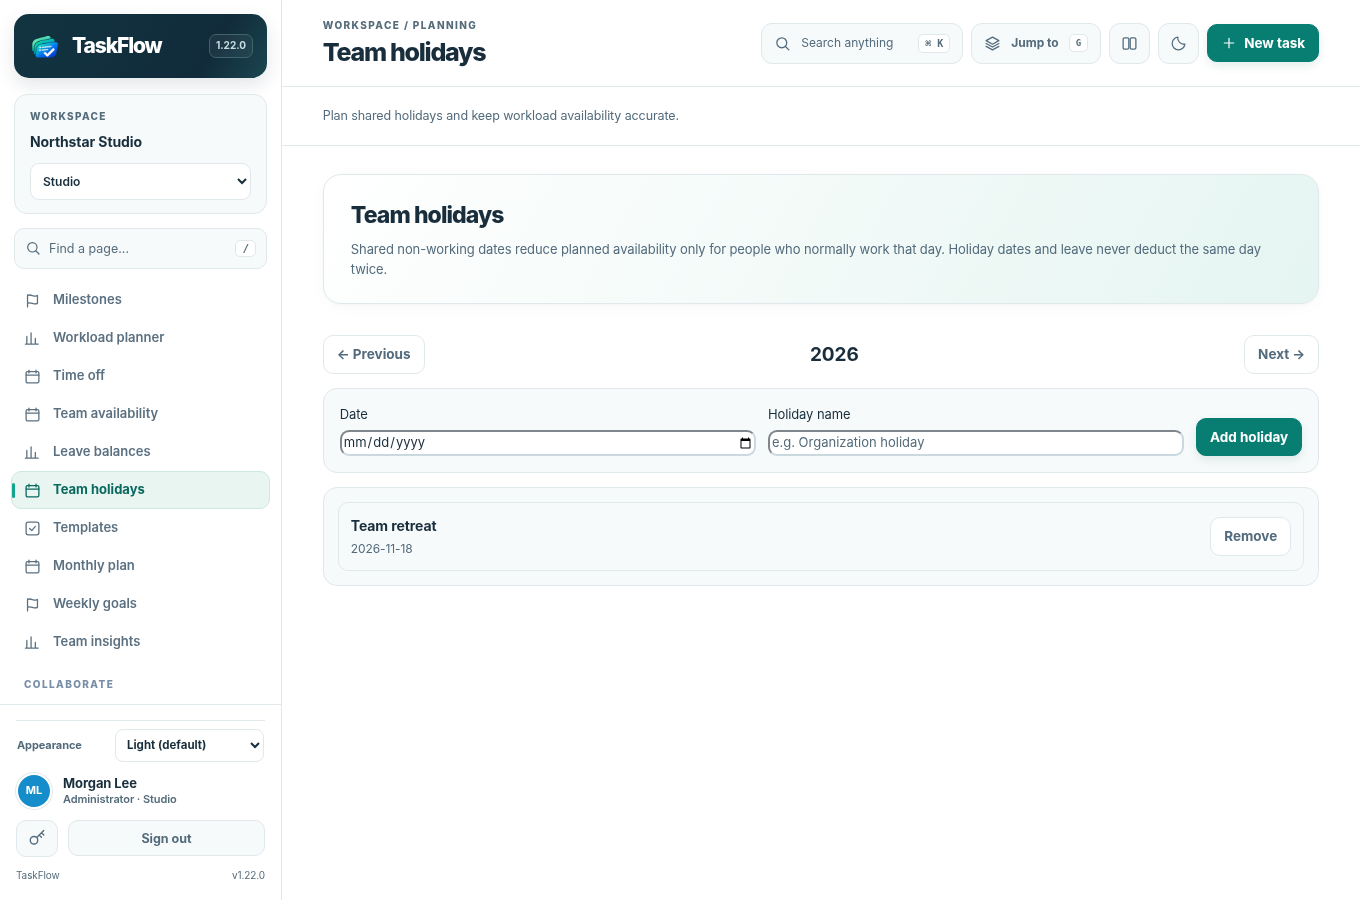 TaskFlow
1.22.0
WORKSPACE
Northstar Studio
Studio
Find a page...
/
Milestones
Workload planner
Time off
Team availability
Leave balances
Team holidays
Templates
Monthly plan
Weekly goals
Team insights
COLLABORATE
Appearance
Light (default)
ML
Morgan Lee
Administrator · Studio
Sign out
TaskFlow
v1.22.0
WORKSPACE / PLANNING
Team holidays
Search anything
⌘ K
Jump to
G
New task
Plan shared holidays and keep workload availability accurate.
Team holidays
Shared non-working dates reduce planned availability only for people who normally work that day. Holiday dates and leave never deduct the same day
twice.
← Previous
2026
Next →
Date
Holiday name
mm/dd/yyyy
e.g. Organization holiday
Add holiday
Team retreat
2026-11-18
Remove